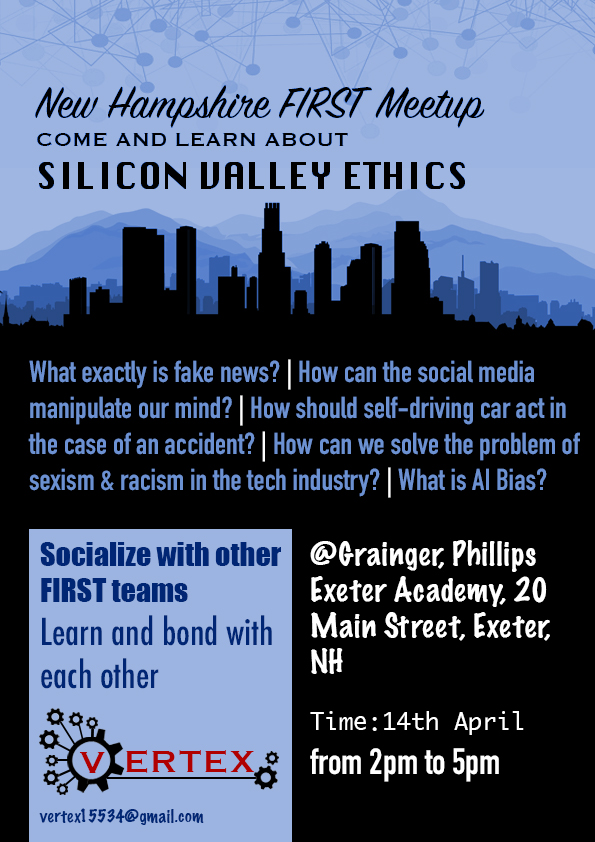 New Hampshire FIRST Meetup
COME AND LEARN ABOUT
SILICON VALLEY ETHICS
What exactly is fake news? | How can the social media
manipulate our mind? | How should self-driving car act in
the case of an accident? | How can we solve the problem of
sexism & racism in the tech industry? | What is AI Bias?
Socialize with other
FIRST teams
Learn and bond with
each other
VERTEX
vertex15534@gmail.com
@Grainger, Phillips
Exeter Academy, 20
Main Street, Exeter,
NH
Time:14th April
from 2pm to 5pm